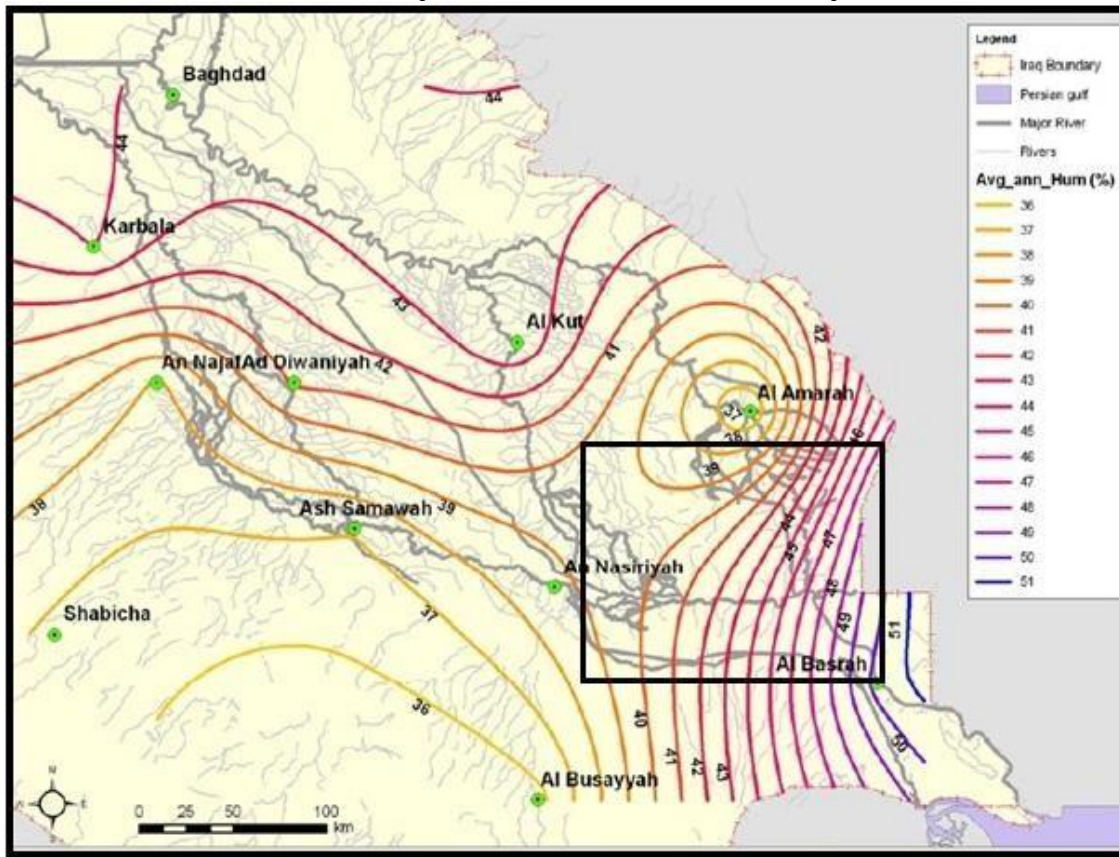 Legend
Iraq Boundary
Persian gulf
Major River
Rivers
Avg_ann_Hum (%)
36
37
38
39
40
41
42
43
44
45
46
47
48
49
50
51
Baghdad
44
44
Karbala
43
Al Kut
42
41
42
An Najaf
Ad Diwaniyah
42
Al Amarah
37
38
46
39
38
39
Ash Samawah
44
45
47
An Nasiriyah
48
37
49
51
Shabicha
Al Basrah
36
40
41
42
43
50
Al Busayyah
N
E
S
0 25 50 100
km